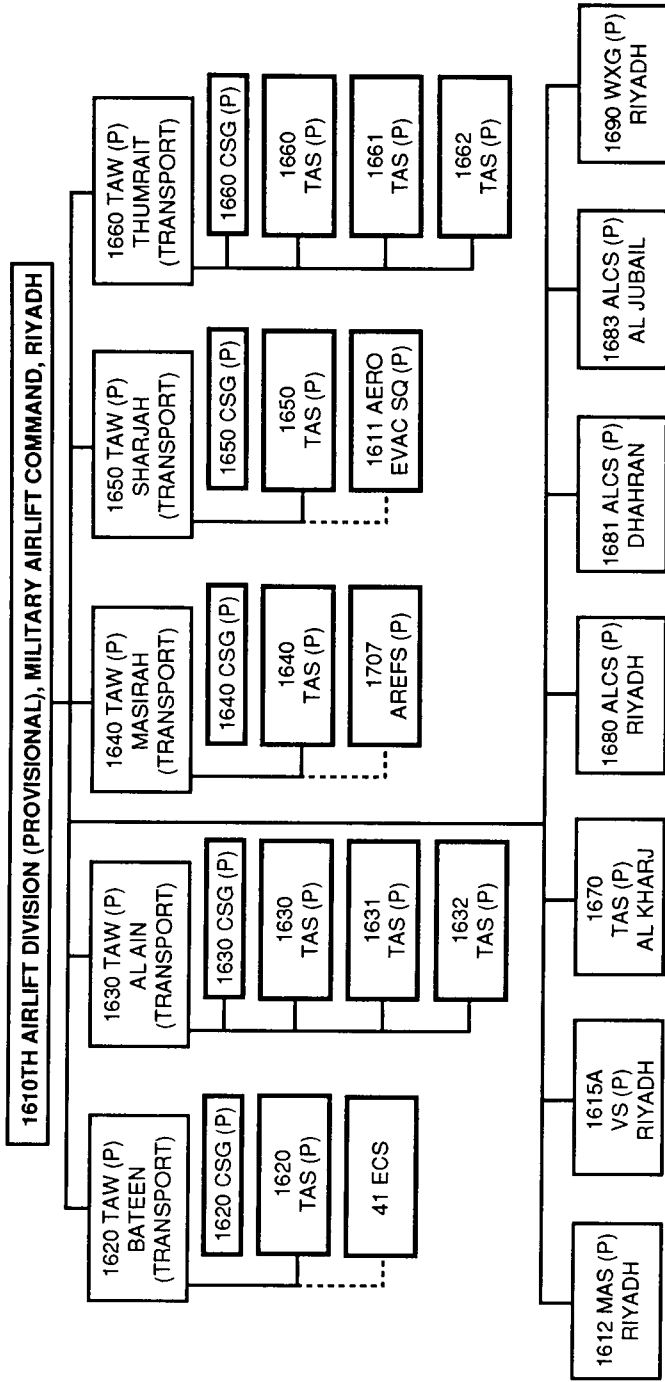 1610TH AIRLIFT DIVISION (PROVISIONAL), MILITARY AIRLIFT COMMAND, RIYADH
1620 TAW (P)
BATEEN
(TRANSPORT)
1620 CSG (P)
1620
TAS (P)
41 ECS
1630 TAW (P)
AL AIN
(TRANSPORT)
1630 CSG (P)
1630
TAS (P)
1631
TAS (P)
1632
TAS (P)
1640 TAW (P)
MASIRAH
(TRANSPORT)
1640 CSG (P)
1640
TAS (P)
1707
AREFS (P)
1650 TAW (P)
SHARJAH
(TRANSPORT)
1650 CSG (P)
1650
TAS (P)
1611 AERO
EVAC SQ (P)
1660 TAW (P)
THUMRAIT
(TRANSPORT)
1660 CSG (P)
1660
TAS (P)
1661
TAS (P)
1662
TAS (P)
1612 MAS (P)
RIYADH
1615A
VS (P)
RIYADH
1670
TAS (P)
AL KHARJ
1680 ALCS (P)
RIYADH
1681 ALCS (P)
DHAHRAN
1683 ALCS (P)
AL JUBAIL
1690 WXG (P)
RIYADH